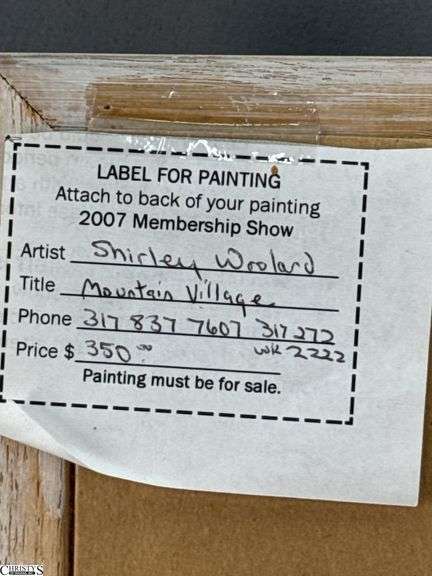 LABEL FOR PAINTING
Attach to back of your painting
2007 Membership Show
Artist Shirley Woolard
Title Mountain Village
Phone 317 837 7607 317 272
wk 2222
Price $ 350.00
Painting must be for sale.
CHRISTY'S